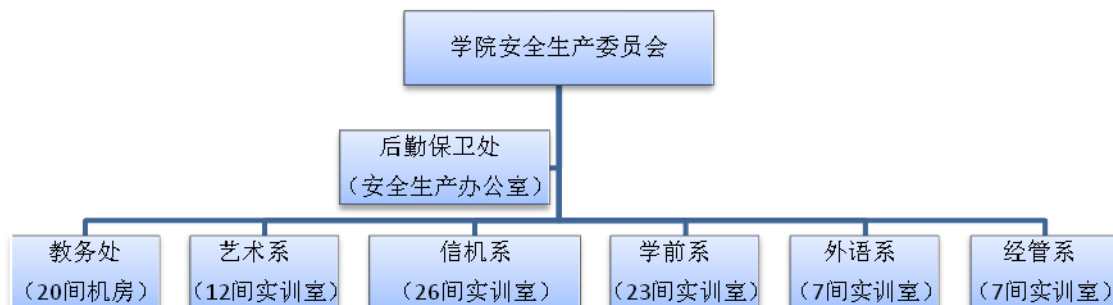 学院安全生产委员会
后勤保卫处
（安全生产办公室）
教务处
（20间机房）
艺术系
（12间实训室）
信机系
（26间实训室）
学前系
（23间实训室）
外语系
（7间实训室）
经管系
（7间实训室）